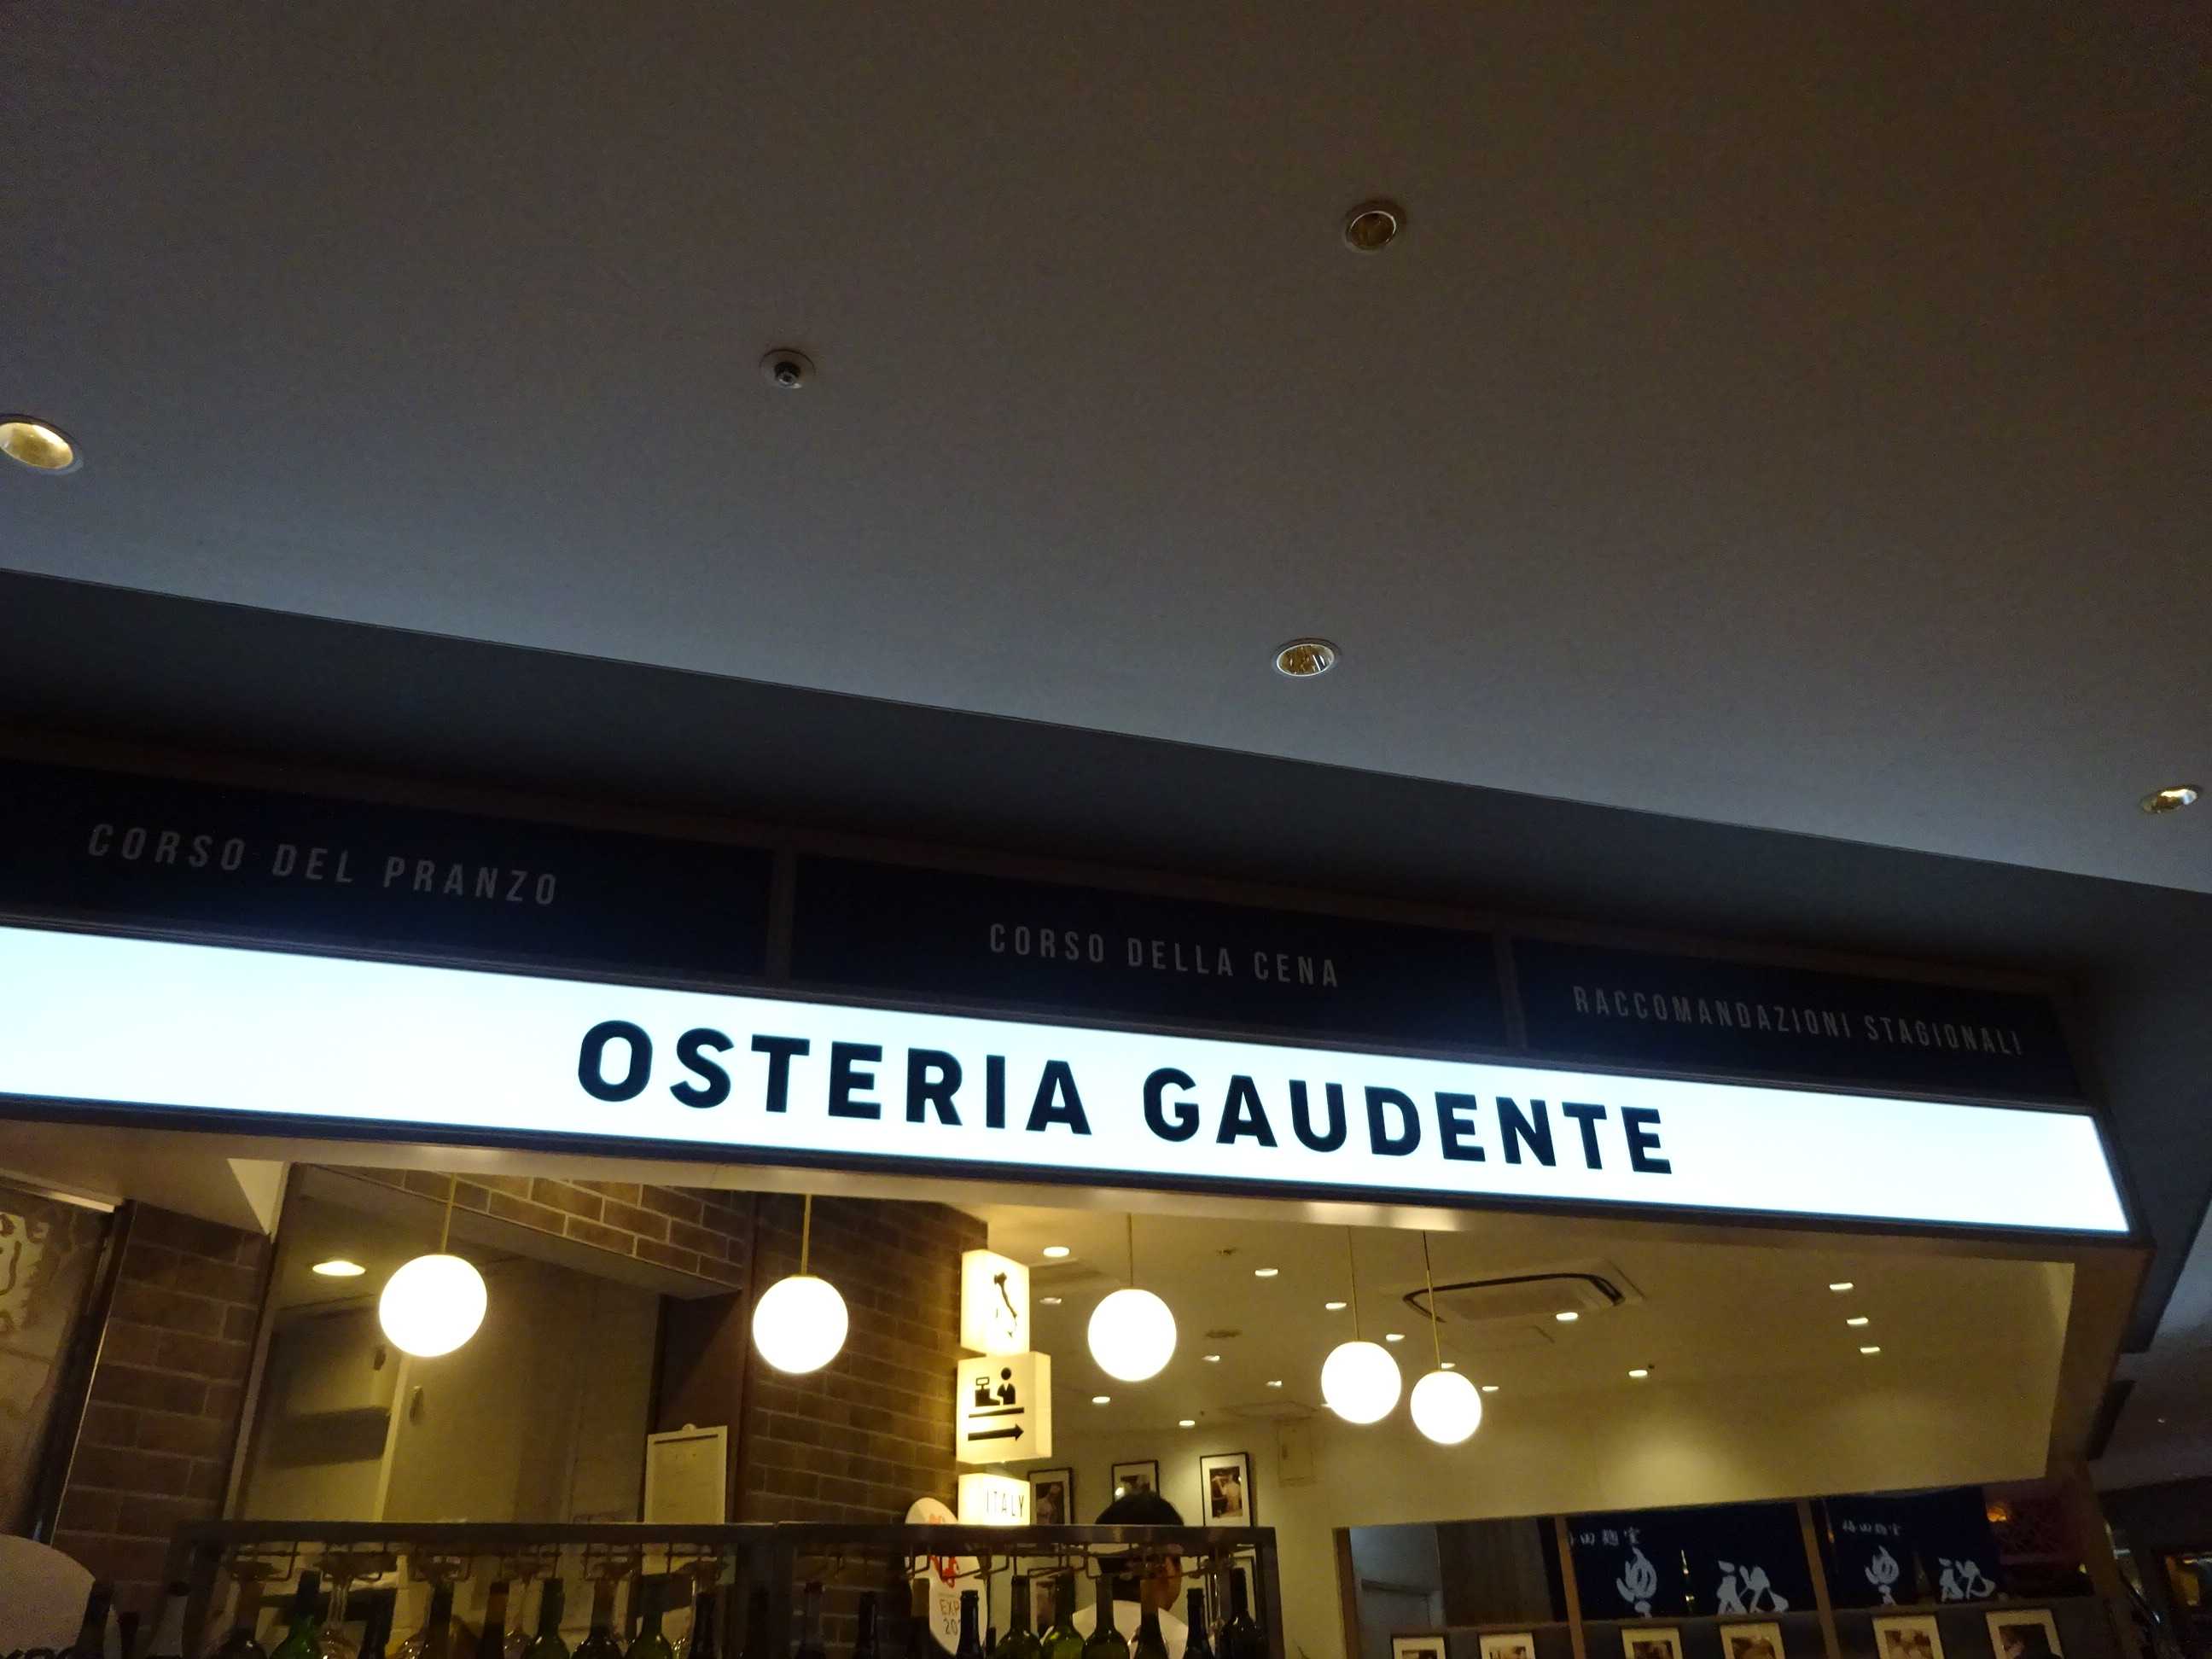 CORSO DEL PRANZO
CORSO DELLA CENA
RACCOMANDAZIONI STAGIONALI
OSTERIA GAUDENTE
ITALY